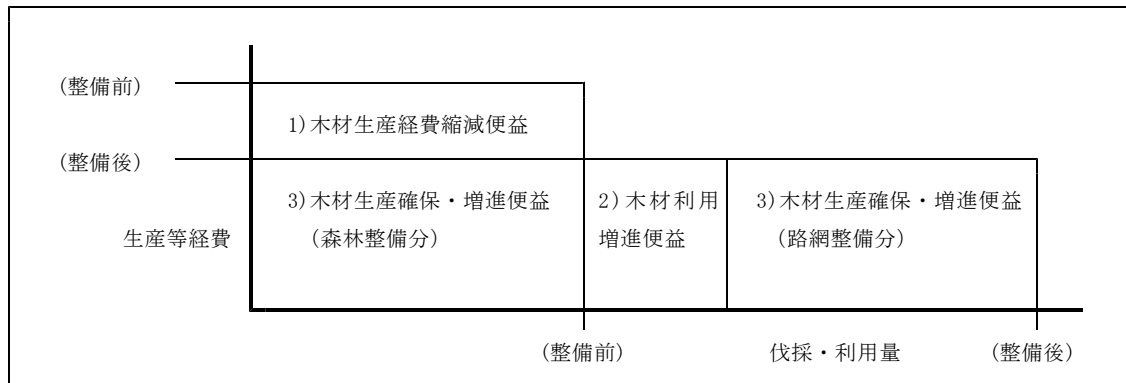 (整備前)
1)木材生産経費縮減便益
(整備後)
3)木材生産確保・増進便益 2)木材利用 3)木材生産確保・増進便益
生産等経費 (森林整備分) 増進便益 (路網整備分)
(整備前) 伐採・利用量 (整備後)